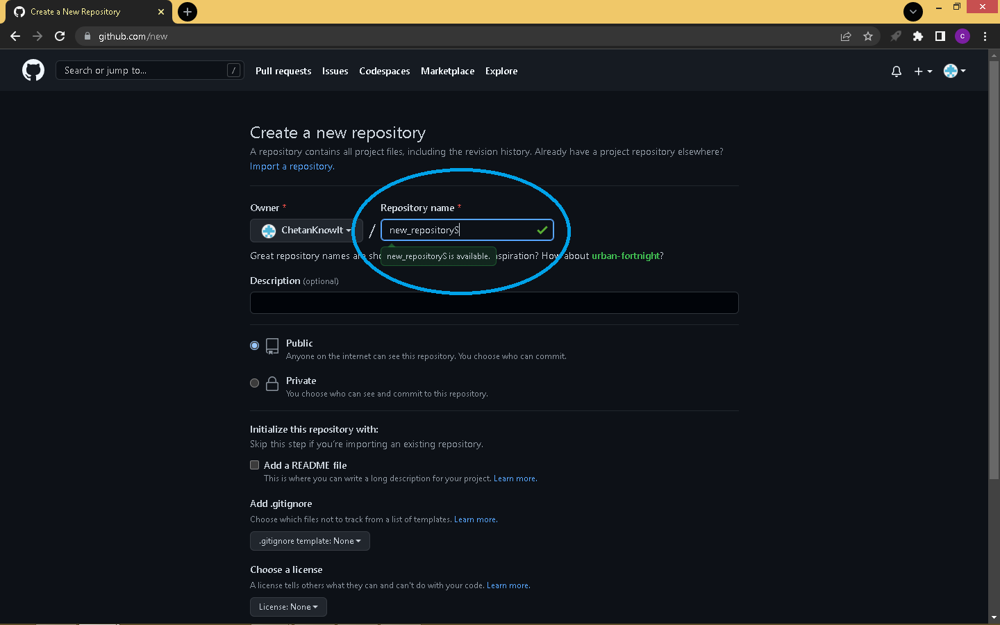 Create a New Repository
github.com/new
C
Search or jump to... /
Pull requests Issues Codespaces Marketplace Explore
Create a new repository
A repository contains all project files, including the revision history. Already have a project repository elsewhere?
Import a repository.
Owner * Repository name *
ChetanKnowIt / new_repositoryS
Great repository names are sho spiration? How about urban-fortnight?
new_repositoryS is available.
Description (optional)
Public
Anyone on the internet can see this repository. You choose who can commit.
Private
You choose who can see and commit to this repository.
Initialize this repository with:
Skip this step if you're importing an existing repository.
Add a README file
This is where you can write a long description for your project. Learn more.
Add .gitignore
Choose which files not to track from a list of templates. Learn more.
.gitignore template: None
Choose a license
A license tells others what they can and can't do with your code. Learn more.
License: None